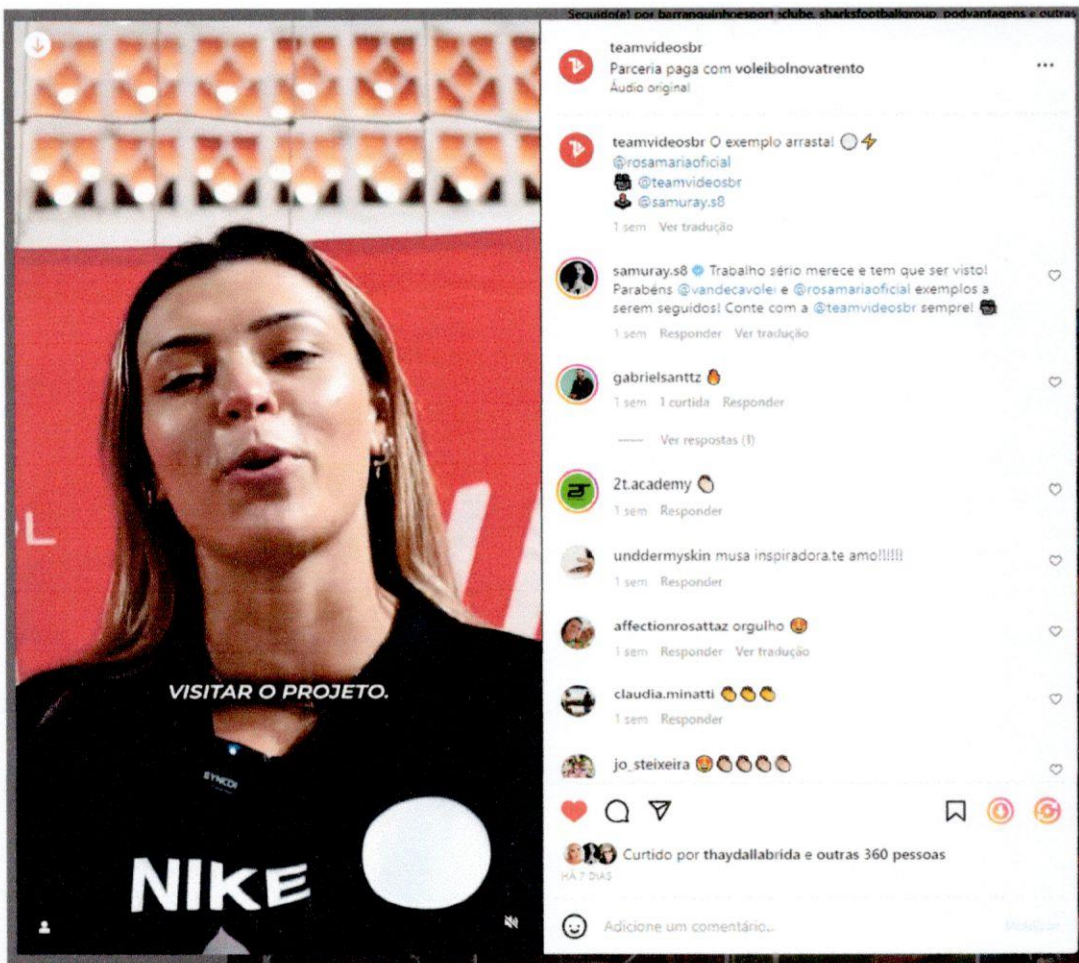 Seguido(e) por barranquinhoesport clube, sharksfootballgroup, podvantagens e outras
teamvideosbr
Parceria paga com voleibolnovatrento
Áudio original
teamvideosbr O exemplo arrasta! ⚪⚡
@rosamariaoficial
@teamvideosbr
@samuray.s8
1 sem Ver tradução
samuray.s8 Trabalho sério merece e tem que ser visto!
Parabéns @vandecavolei e @rosamariaoficial exemplos a
serem seguidos! Conte com a @teamvideosbr sempre!
1 sem Responder Ver tradução
gabrielsanttz 🔥
1 sem 1 curtida Responder
Ver respostas (1)
2t.academy 👏🏻
1 sem Responder
unddermyskin musa inspiradora,te amo!!!!!!
1 sem Responder
affectionrosattaz orgulho 🤩
1 sem Responder Ver tradução
claudia.minatti 👏👏👏
1 sem Responder
jo_steixeira 🤩👏🏻👏🏻👏🏻👏🏻
Curtido por thaydallabrida e outras 360 pessoas
HÁ 7 DIAS
Adicione um comentário...
Publicar
L
VISITAR O PROJETO.
SYNCO
NIKE